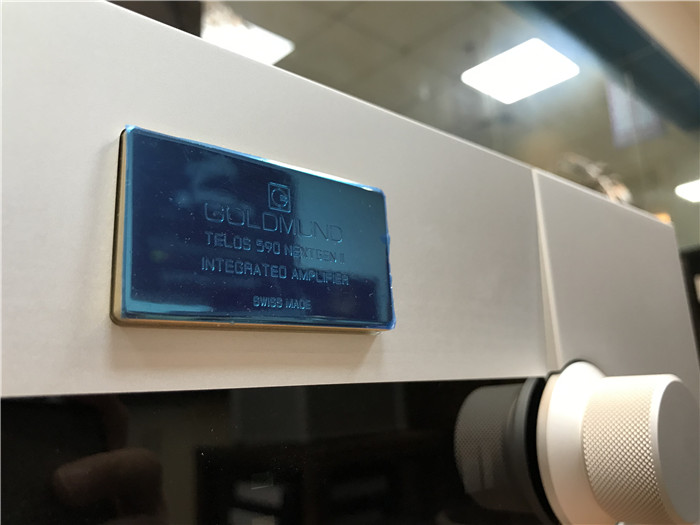 GOLDMUND
TELOS 590 NEXTGEN II
INTEGRATED AMPLIFIER
SWISS MADE